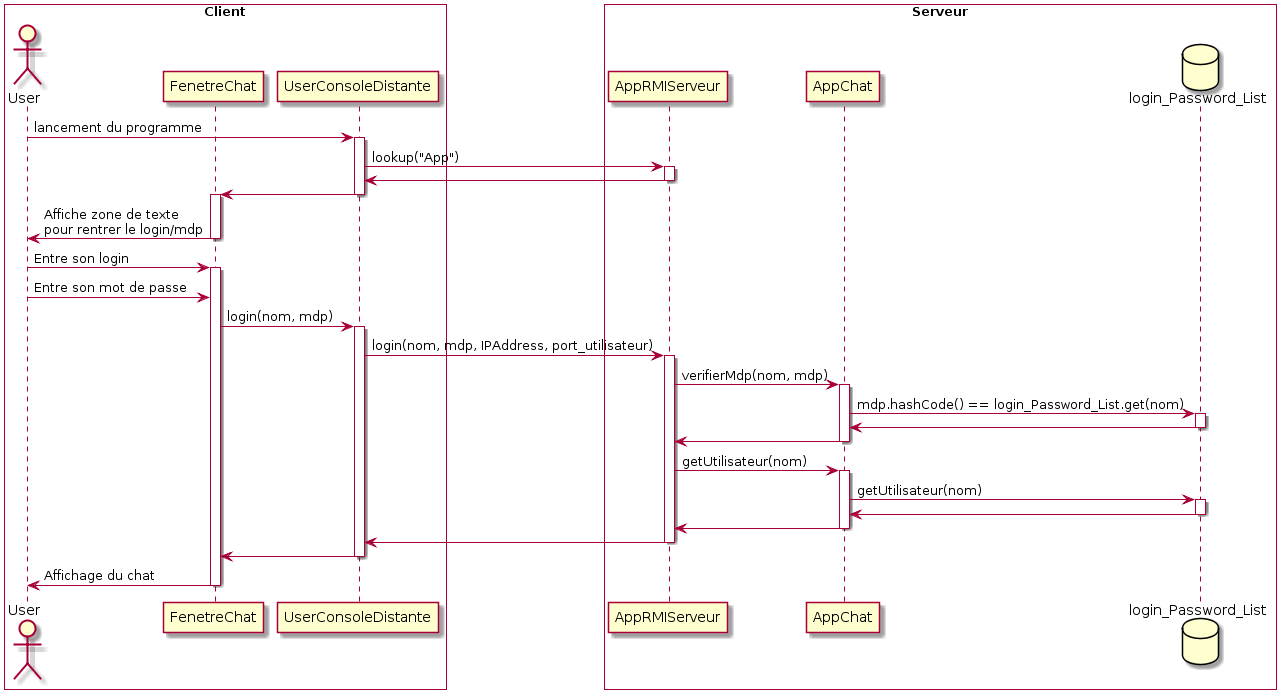 Client
Serveur
User
FenetreChat
UserConsoleDistante
AppRMIServeur
AppChat
login_Password_List
lancement du programme
lookup("App")
Affiche zone de texte
pour rentrer le login/mdp
Entre son login
Entre son mot de passe
login(nom, mdp)
login(nom, mdp, IPAddress, port_utilisateur)
verifierMdp(nom, mdp)
mdp.hashCode() == login_Password_List.get(nom)
getUtilisateur(nom)
getUtilisateur(nom)
Affichage du chat
User
FenetreChat
UserConsoleDistante
AppRMIServeur
AppChat
login_Password_List